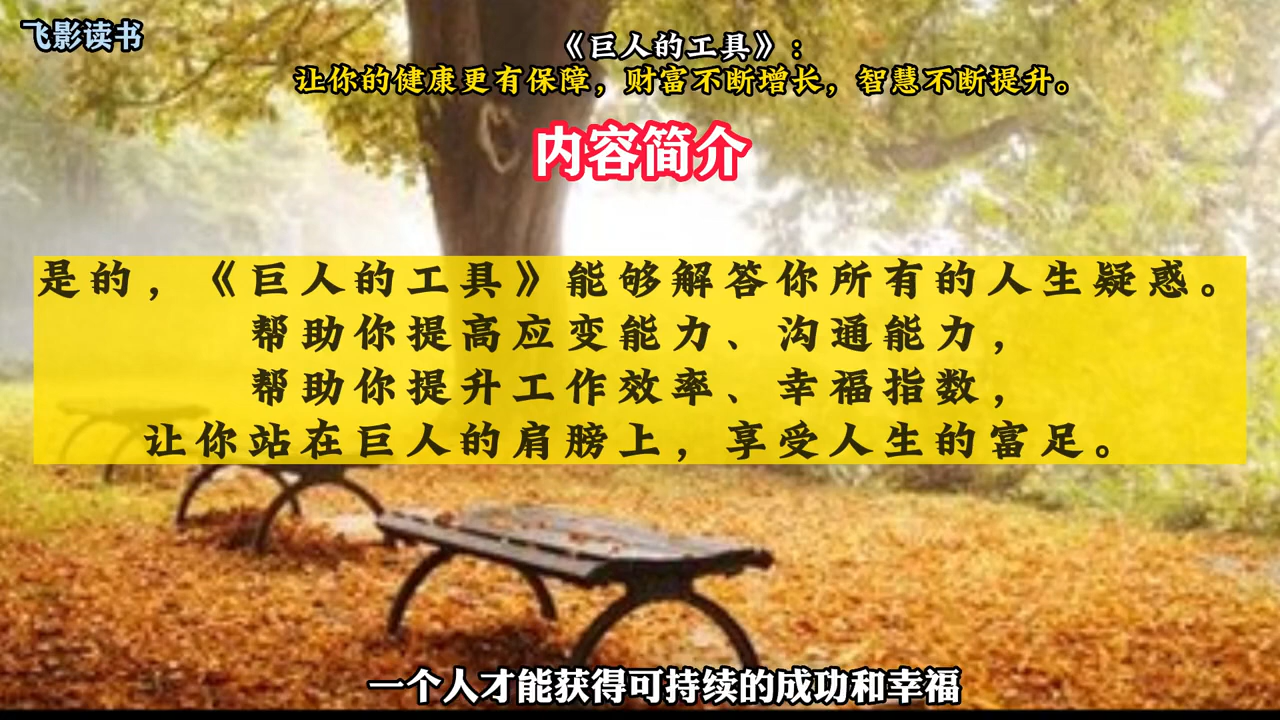 飞影读书
《巨人的工具》：
让你的健康更有保障，财富不断增长，智慧不断提升。
内容简介
是的，《巨人的工具》能够解答你所有的人生疑惑。
帮助你提高应变能力、沟通能力，
帮助你提升工作效率、幸福指数，
让你站在巨人的肩膀上，享受人生的富足。
一个人才能获得可持续的成功和幸福